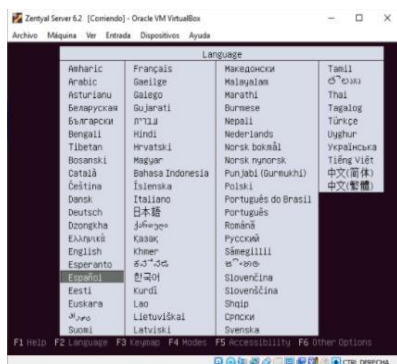 Zentyal Server 6.2 [Corriendo] - Oracle VM VirtualBox
Archivo Máquina Ver Entrada Dispositivos Ayuda
Language
Amharic Français Македонски Tamil
Arabic Gaeilge Malayalam తెలుగు
Asturianu Galego Marathi Thai
Беларуская Gujarati Burmese Tagalog
Български עברית Nepali Türkçe
Bengali Hindi Nederlands Uyghur
Tibetan Hrvatski Norsk bokmål Українська
Bosanski Magyar Norsk nynorsk Tiếng Việt
Català Bahasa Indonesia Punjabi (Gurmukhi) 中文(简体)
Čeština Íslenska Polski 中文(繁體)
Dansk Italiano Português do Brasil
Deutsch 日本語 Português
Dzongkha ქართული Română
Ελληνικά Қазақ Русский
English Khmer Sámegillii
Esperanto ಕನ್ನಡ සිංහල
Español 한국어 Slovenčina
Eesti Kurdî Slovenščina
Euskara Lao Shqip
فارسی Lietuviškai Српски
Suomi Latviski Svenska
F1 Help F2 Language F3 Keymap F4 Modes F5 Accessibility F6 Other Options
CTRL DERECHA